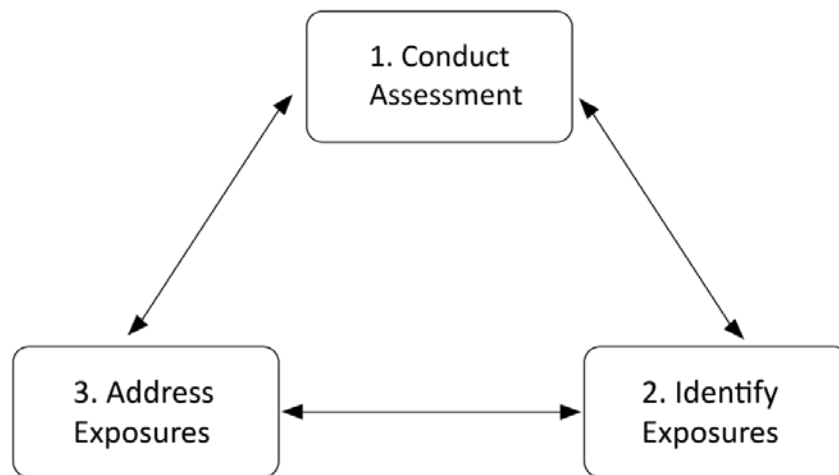 1. Conduct
Assessment
3. Address
Exposures
2. Identify
Exposures